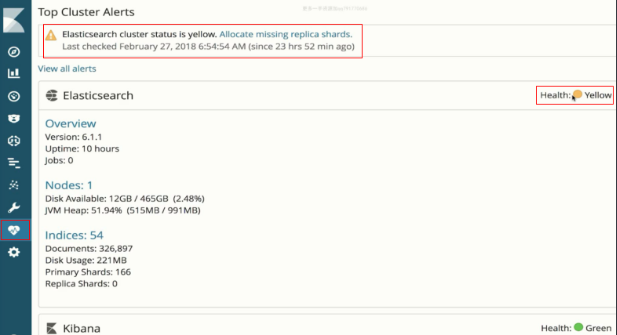 Top Cluster Alerts
Elasticsearch cluster status is yellow. Allocate missing replica shards.
Last checked February 27, 2018 6:54:54 AM (since 23 hrs 52 min ago)
View all alerts
Elasticsearch
Health: Yellow
Overview
Version: 6.1.1
Uptime: 10 hours
Jobs: 0
Nodes: 1
Disk Available: 12GB / 465GB (2.48%)
JVM Heap: 51.94% (515MB / 991MB)
Indices: 54
Documents: 326,897
Disk Usage: 221MB
Primary Shards: 166
Replica Shards: 0
Kibana
Health: Green